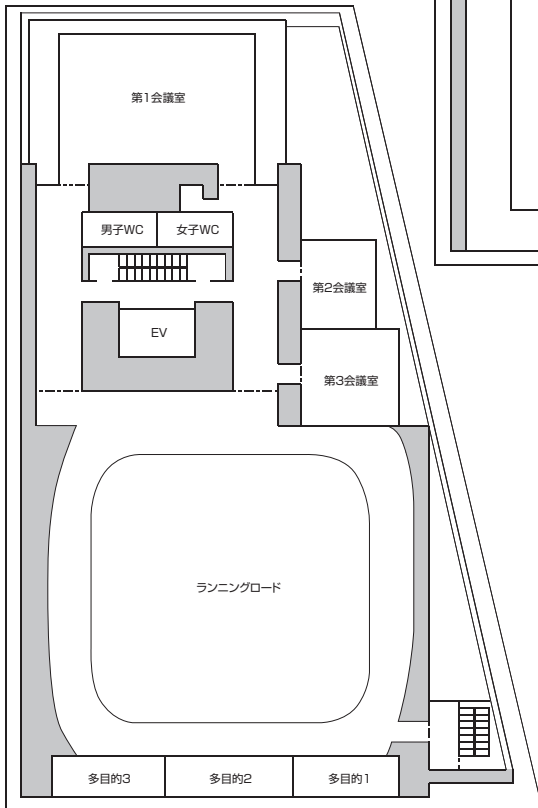 第1会議室
男子WC
女子WC
第2会議室
EV
第3会議室
ランニングロード
多目的3
多目的2
多目的1